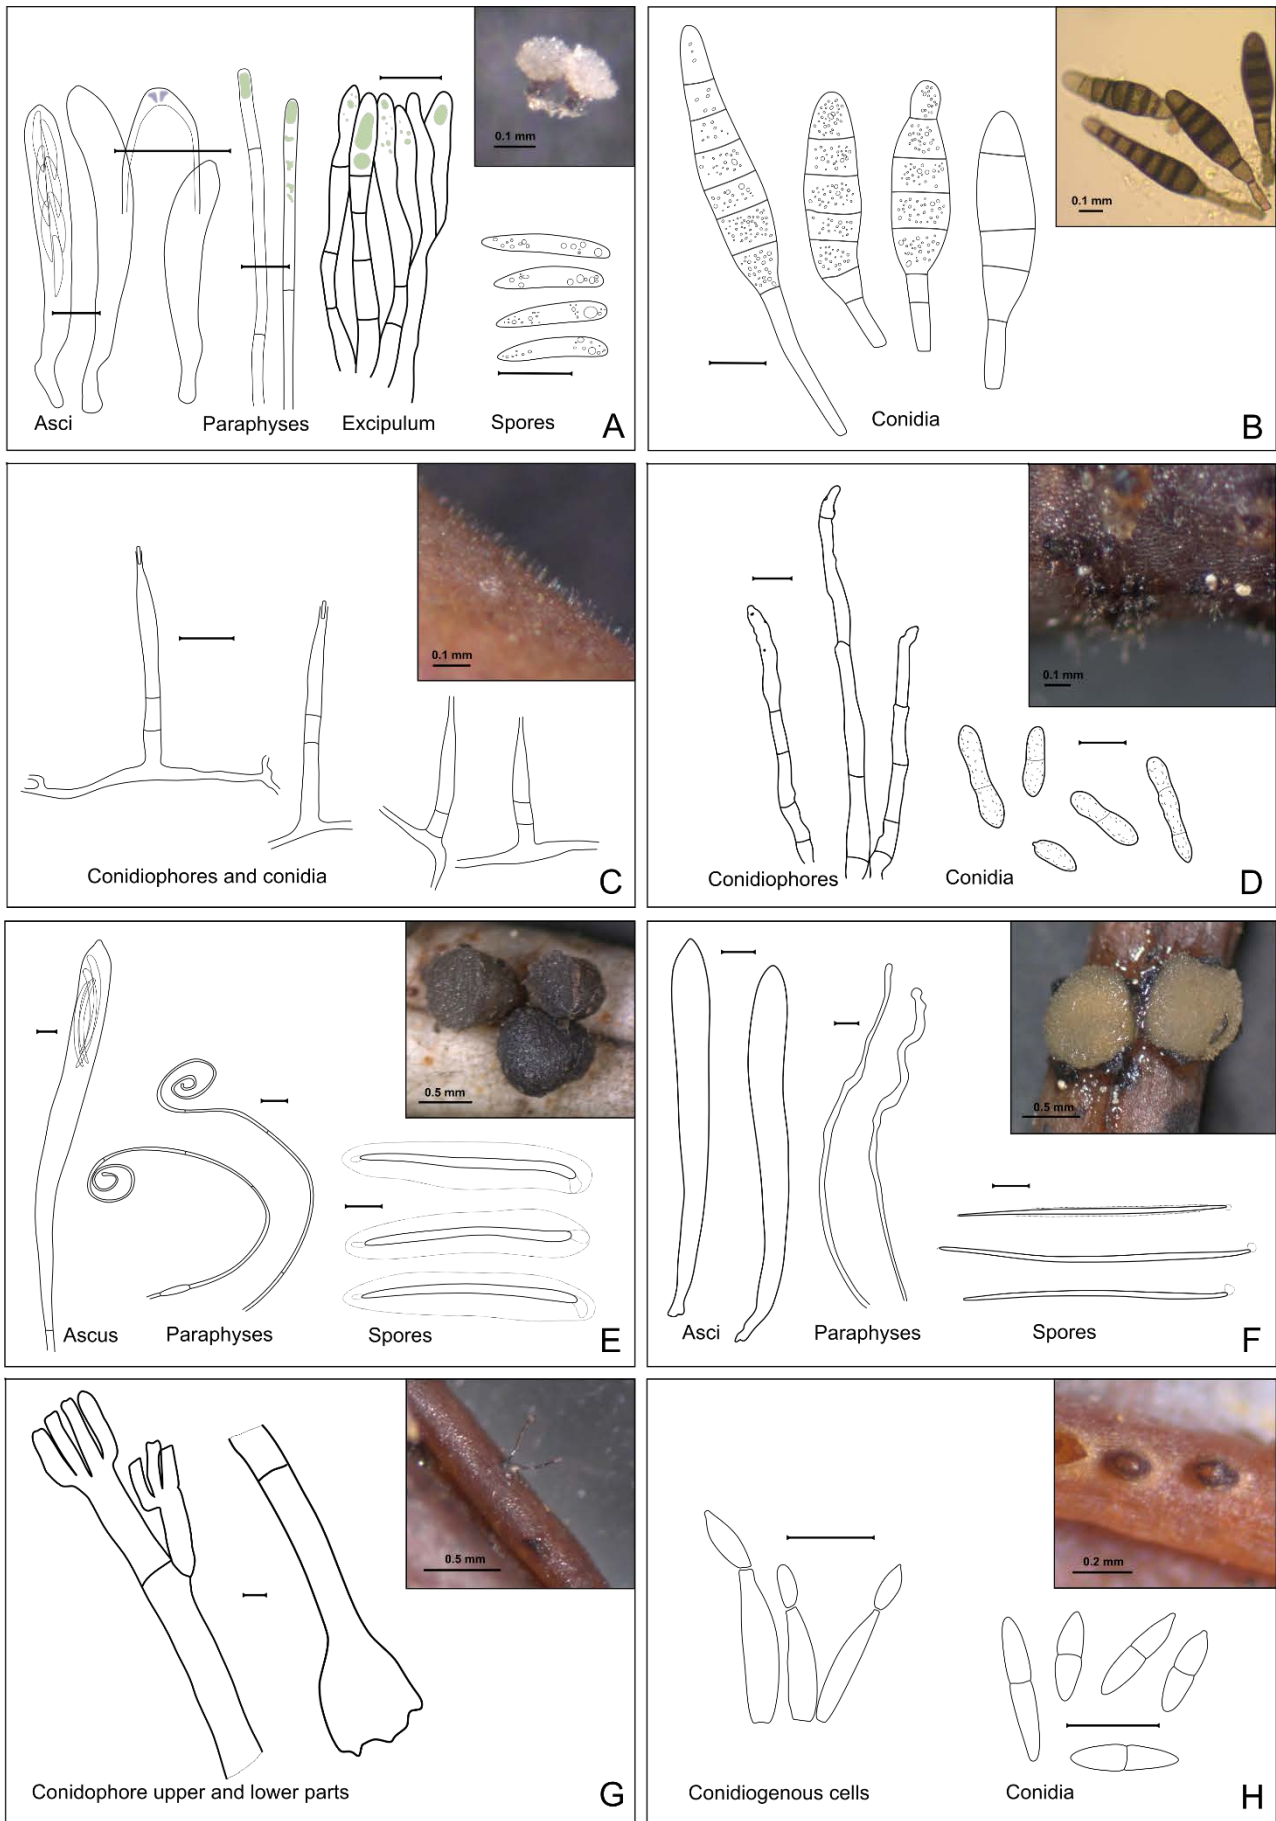 0.1 mm
Asci
Paraphyses
Excipulum
Spores
A
0.1 mm
Conidia
B
0.1 mm
Conidiophores and conidia
C
0.1 mm
Conidiophores
Conidia
D
0.5 mm
Ascus
Paraphyses
Spores
E
0.5 mm
Asci
Paraphyses
Spores
F
0.5 mm
Conidophore upper and lower parts
G
0.2 mm
Conidiogenous cells
Conidia
H